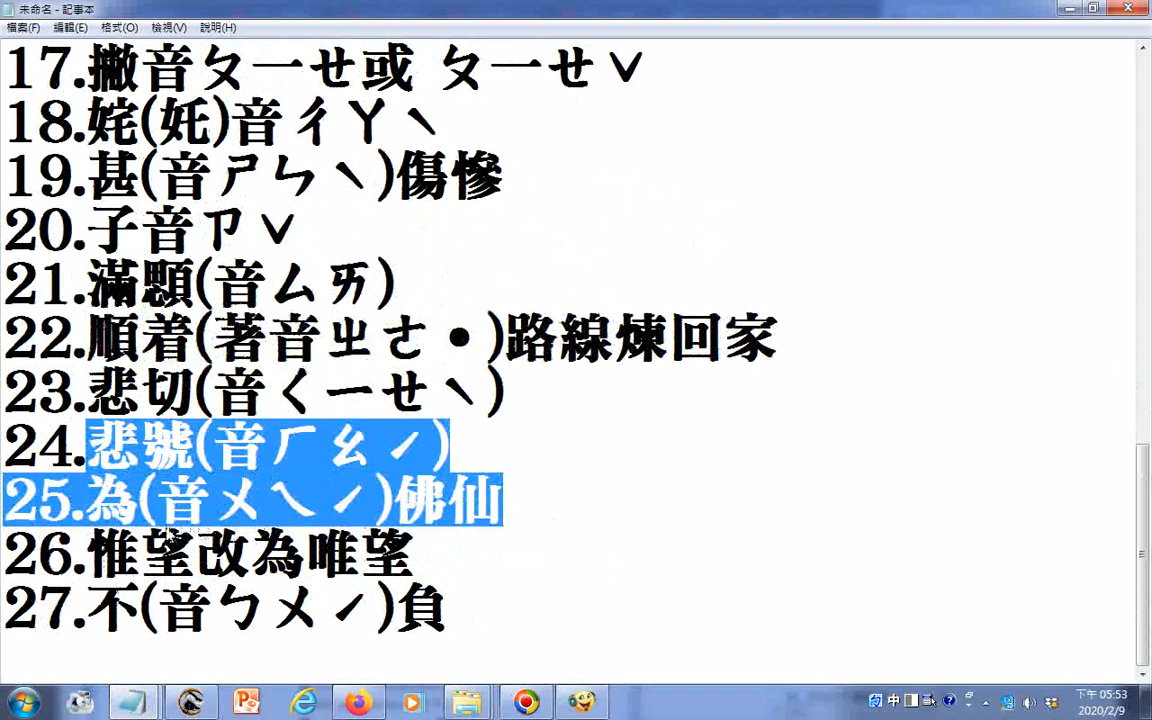 未命名 - 記事本
檔案(F) 編輯(E) 格式(O) 檢視(V) 說明(H)
17.撇音ㄆㄧㄝ或 ㄆㄧㄝˇ
18.姹(奼)音ㄔㄚˋ
19.甚(音ㄕㄣˋ)傷慘
20.子音ㄗˇ
21.滿顋(音ㄙㄞ)
22.順着(著音ㄓㄜ•)路線煉回家
23.悲切(音ㄑㄧㄝˋ)
24.悲號(音ㄏㄠˊ)
25.為(音ㄨㄟˊ)佛仙
26.惟望改為唯望
27.不(音ㄅㄨˊ)負
中
下午 05:53
2020/2/9